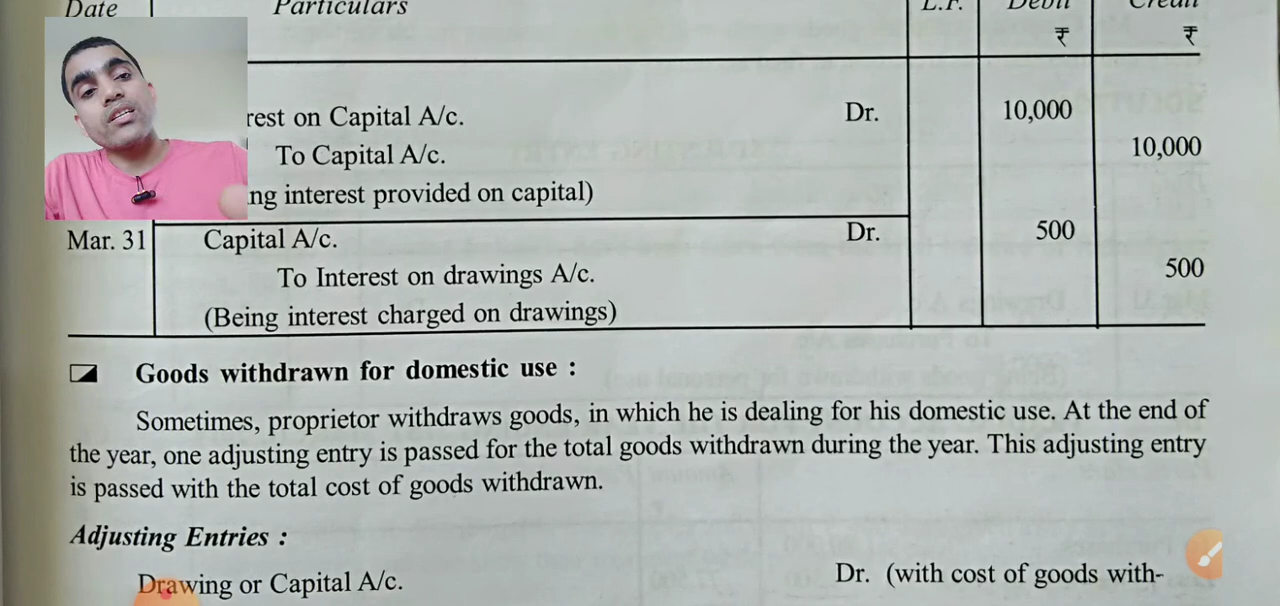 Date Particulars L.F. Debit Credit
₹ ₹
rest on Capital A/c. Dr. 10,000
To Capital A/c. 10,000
ng interest provided on capital)
Mar. 31 Capital A/c. Dr. 500
To Interest on drawings A/c. 500
(Being interest charged on drawings)
Goods withdrawn for domestic use :
Sometimes, proprietor withdraws goods, in which he is dealing for his domestic use. At the end of
the year, one adjusting entry is passed for the total goods withdrawn during the year. This adjusting entry
is passed with the total cost of goods withdrawn.
Adjusting Entries :
Drawing or Capital A/c. Dr. (with cost of goods with-